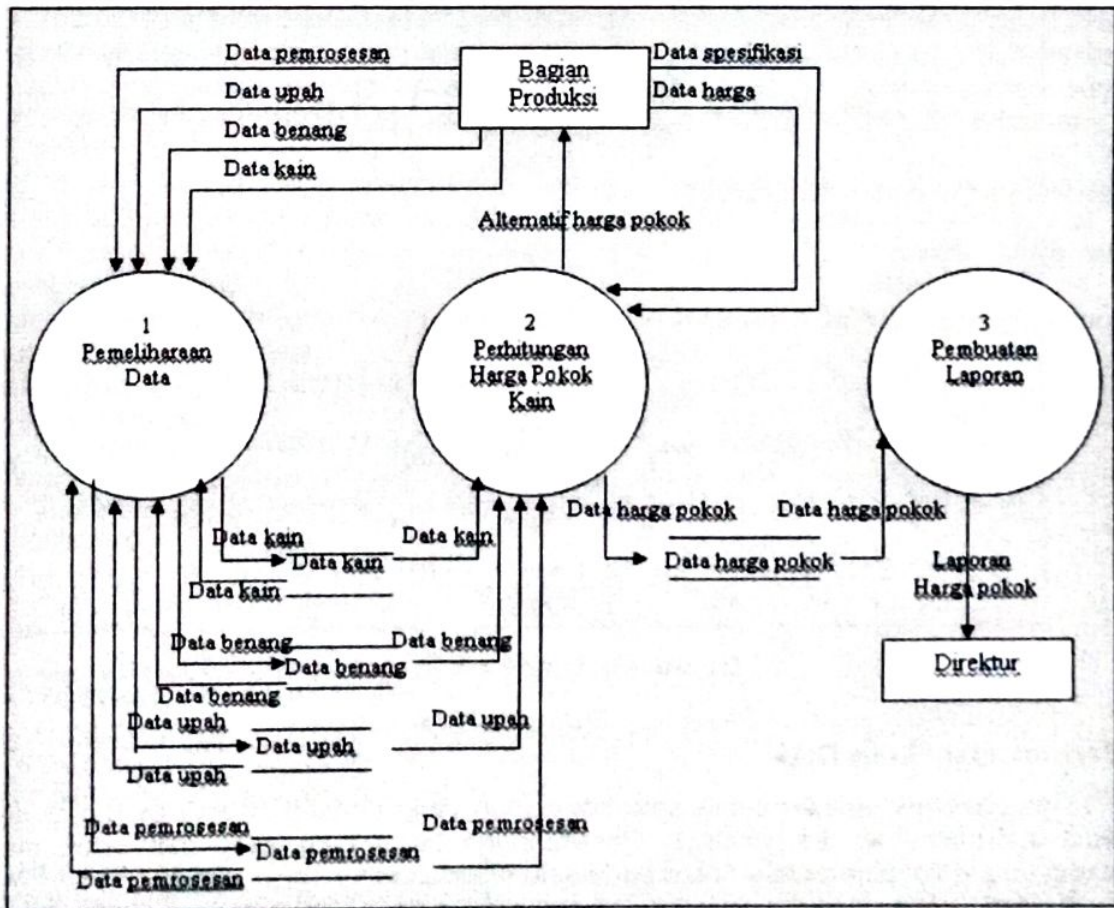 Data pemrosesan
Data upah
Data benang
Data kain
Bagian
Produksi
Data spesifikasi
Data harga
Alternatif harga pokok
1
Pemeliharaan
Data
2
Perhitungan
Harga Pokok
Kain
3
Pembuatan
Laporan
Data kain
Data kain
Data kain
Data kain
Data harga pokok
Data harga pokok
Data harga pokok
Laporan
Harga pokok
Direktur
Data benang
Data benang
Data benang
Data benang
Data upah
Data upah
Data upah
Data upah
Data pemrosesan
Data pemrosesan
Data pemrosesan
Data pemrosesan